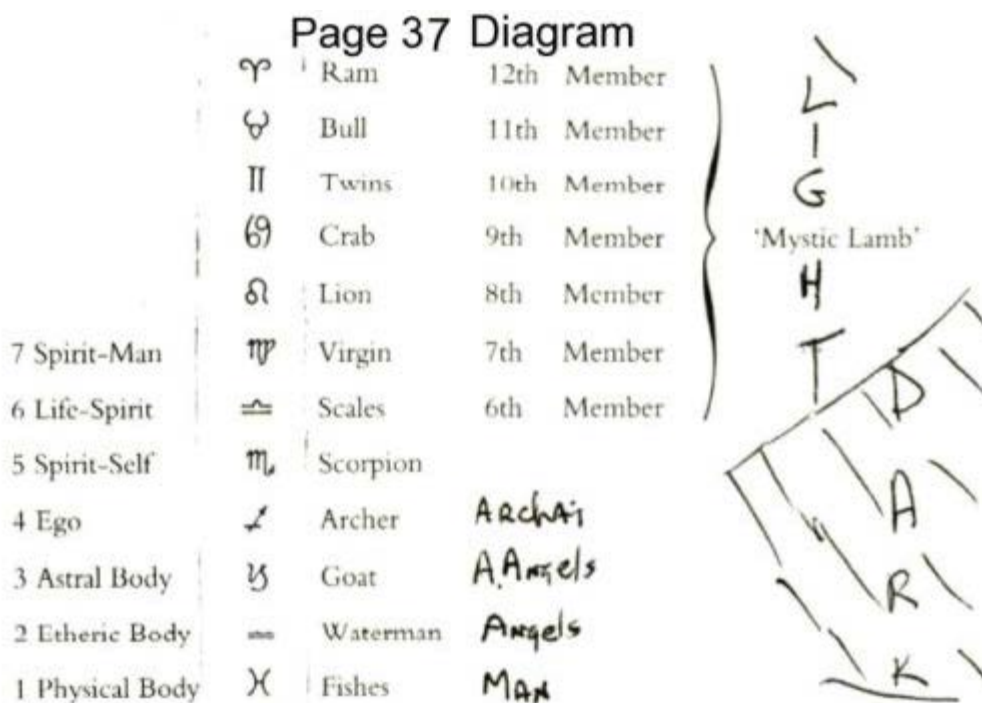 Page 37 Diagram
♈ Ram 12th Member
♉ Bull 11th Member
♊ Twins 10th Member
♋ Crab 9th Member
♌ Lion 8th Member
7 Spirit-Man ♍ Virgin 7th Member
6 Life-Spirit ♎ Scales 6th Member
5 Spirit-Self ♏ Scorpion
4 Ego ♐ Archer Archai
3 Astral Body ♑ Goat A.Angels
2 Etheric Body ♒ Waterman Angels
1 Physical Body ♓ Fishes Man
L
I
G
'Mystic Lamb'
H
T
D
A
R
K